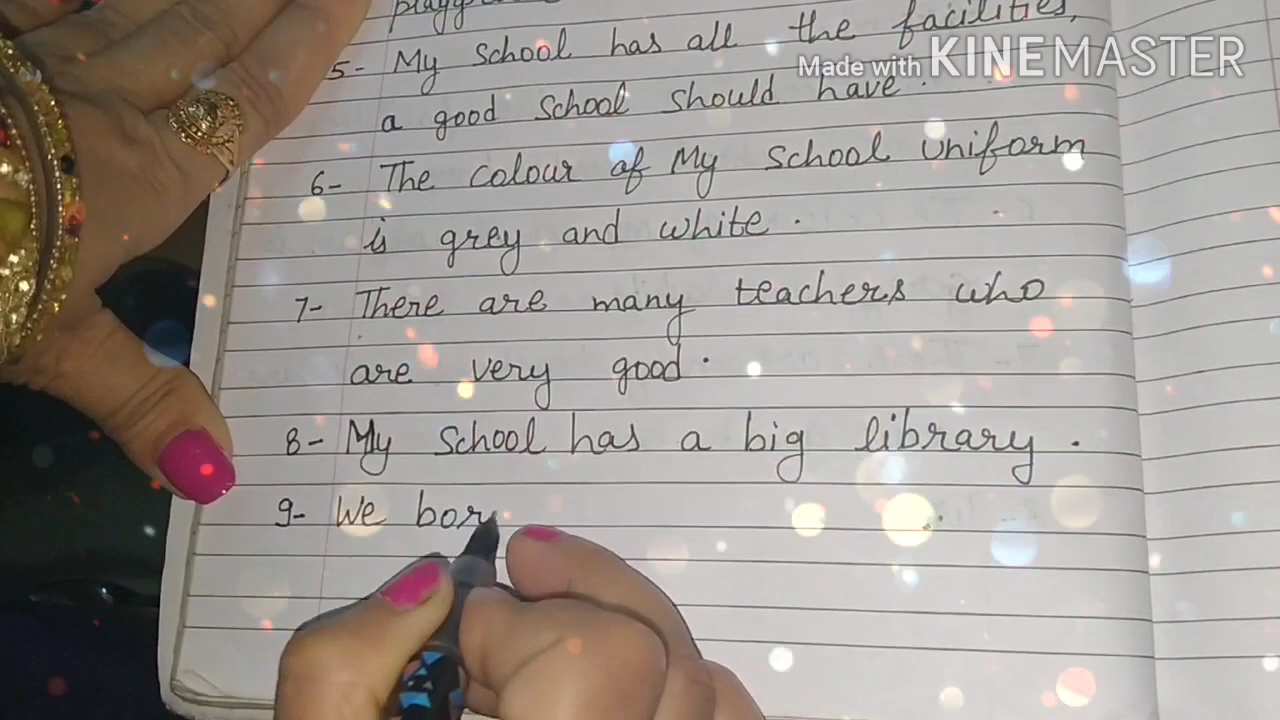 5- My School has all the facilities,
Made with KINEMASTER
a good School should have.
6- The colour of My School Uniform
is grey and white.
7- There are many teachers who
are very good.
8- My School has a big library.
9- We bor